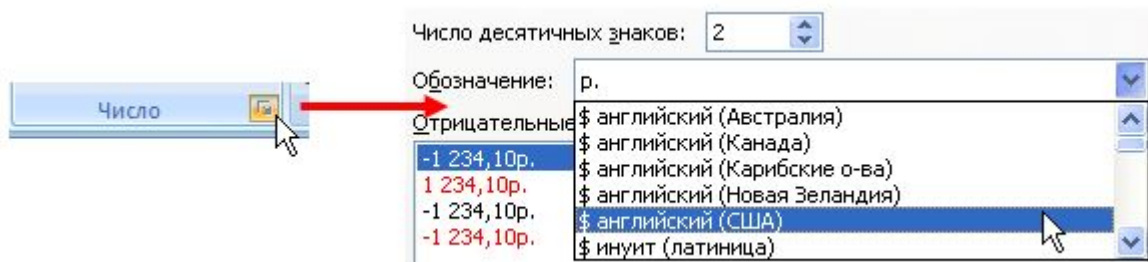 Число десятичных знаков: 2
Обозначение: р.
Число
Отрицательные
$ английский (Австралия)
$ английский (Канада)
$ английский (Карибские о-ва)
$ английский (Новая Зеландия)
$ английский (США)
$ инуит (латиница)
-1 234,10р.
1 234,10р.
-1 234,10р.
-1 234,10р.